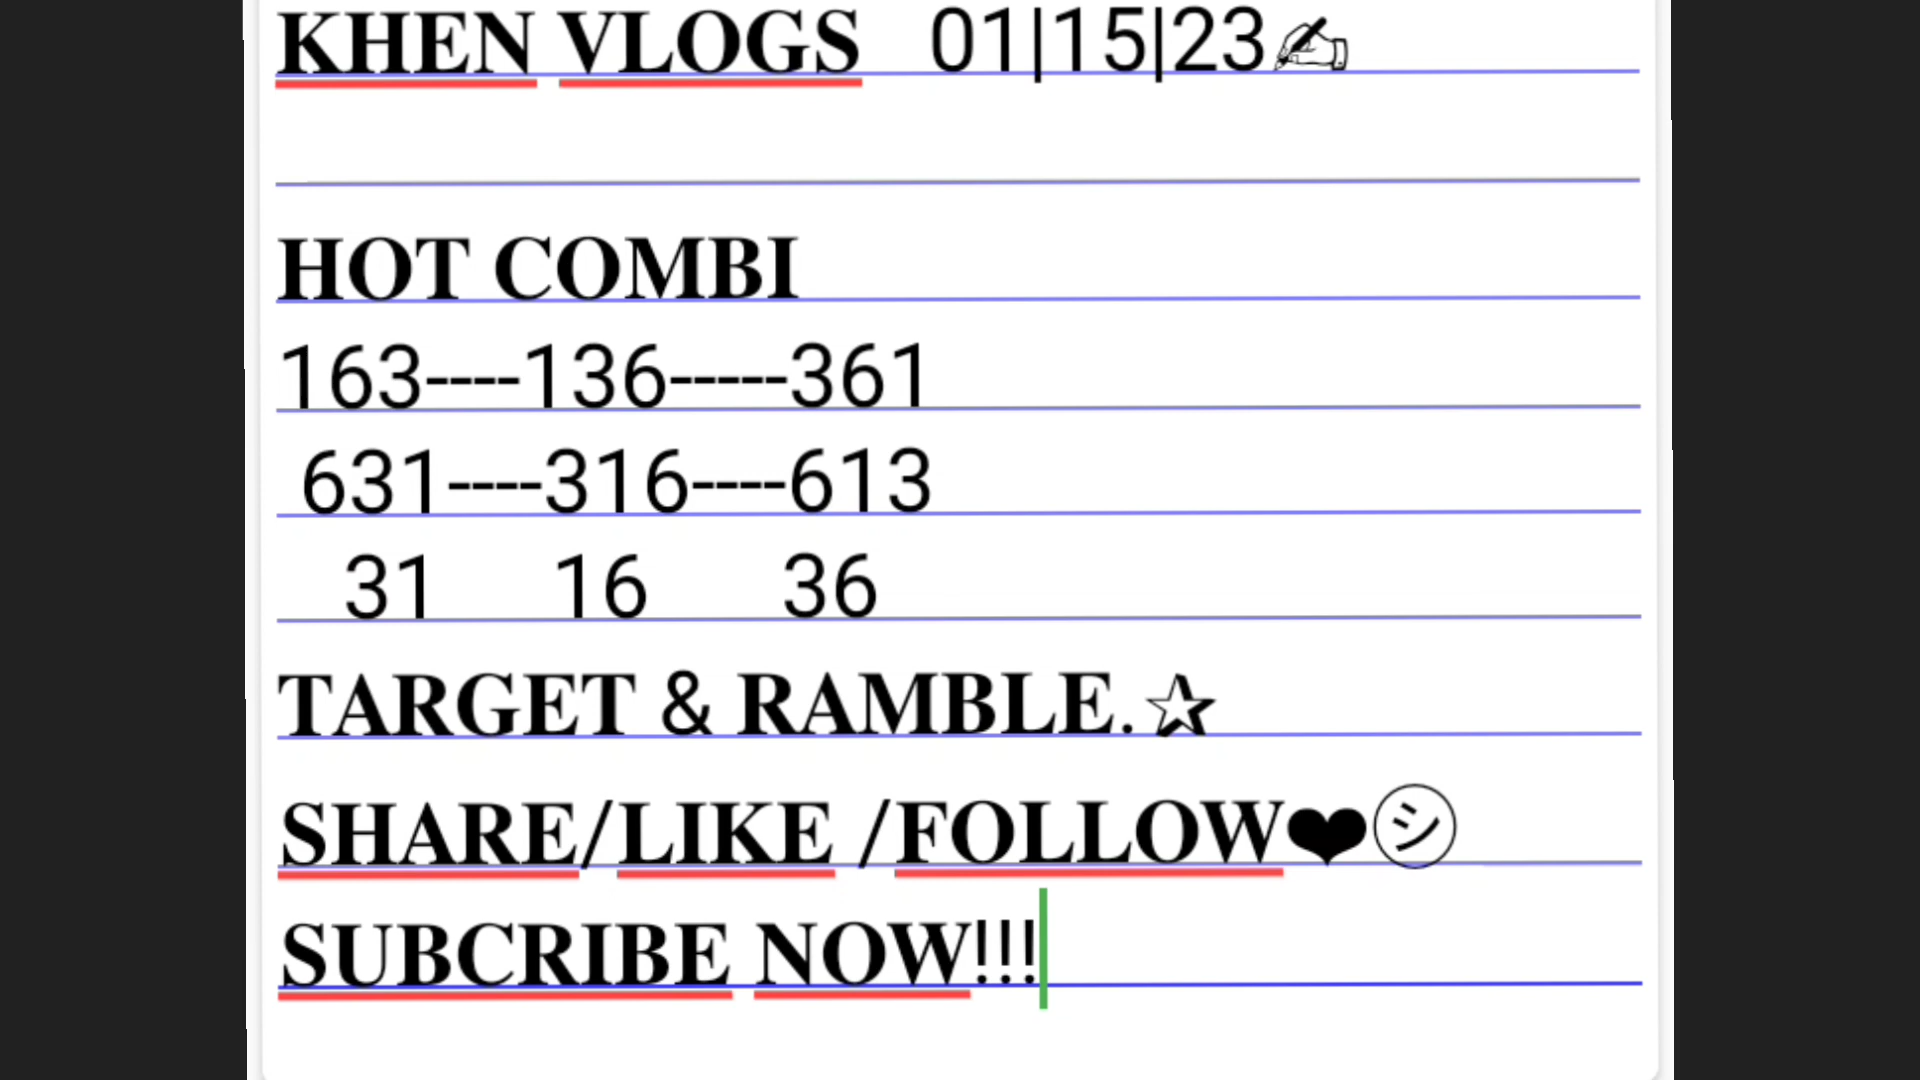 KHEN VLOGS 01|15|23✍
HOT COMBI
163----136-----361
631----316----613
31 16 36
TARGET & RAMBLE.☆
SHARE/LIKE /FOLLOW❤㋛
SUBCRIBE NOW!!!